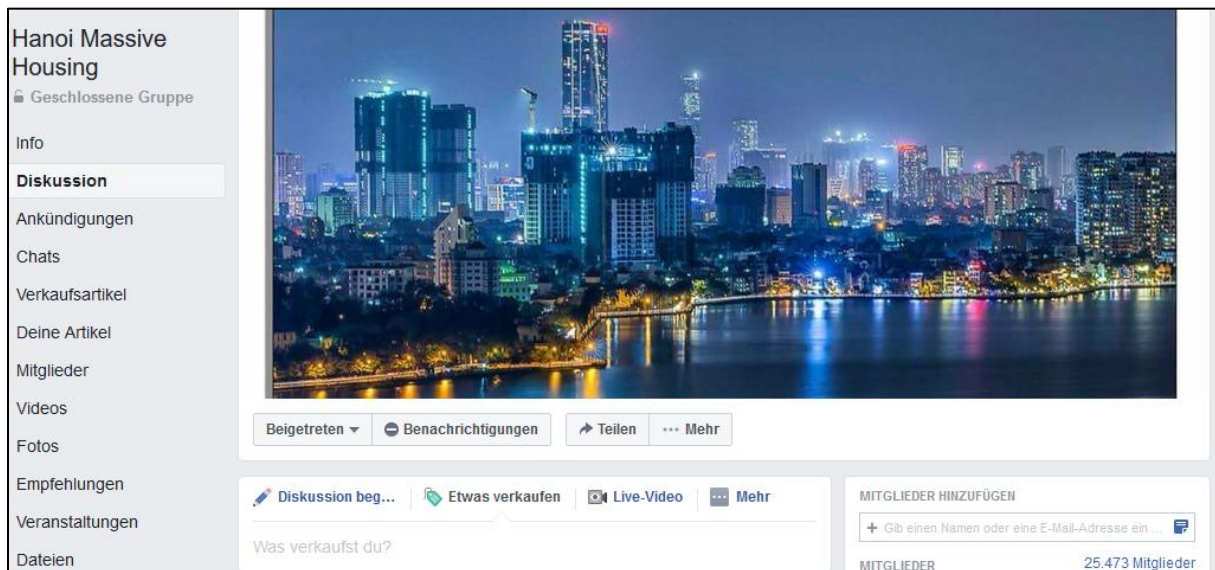 Hanoi Massive
Housing
Geschlossene Gruppe
Info
Diskussion
Ankündigungen
Chats
Verkaufsartikel
Deine Artikel
Mitglieder
Videos
Fotos
Empfehlungen
Veranstaltungen
Dateien
Beigetreten Benachrichtigungen Teilen Mehr
Diskussion beg... Etwas verkaufen Live-Video Mehr
Was verkaufst du?
MITGLIEDER HINZUFÜGEN
+ Gib einen Namen oder eine E-Mail-Adresse ein ...
MITGLIEDER 25.473 Mitglieder